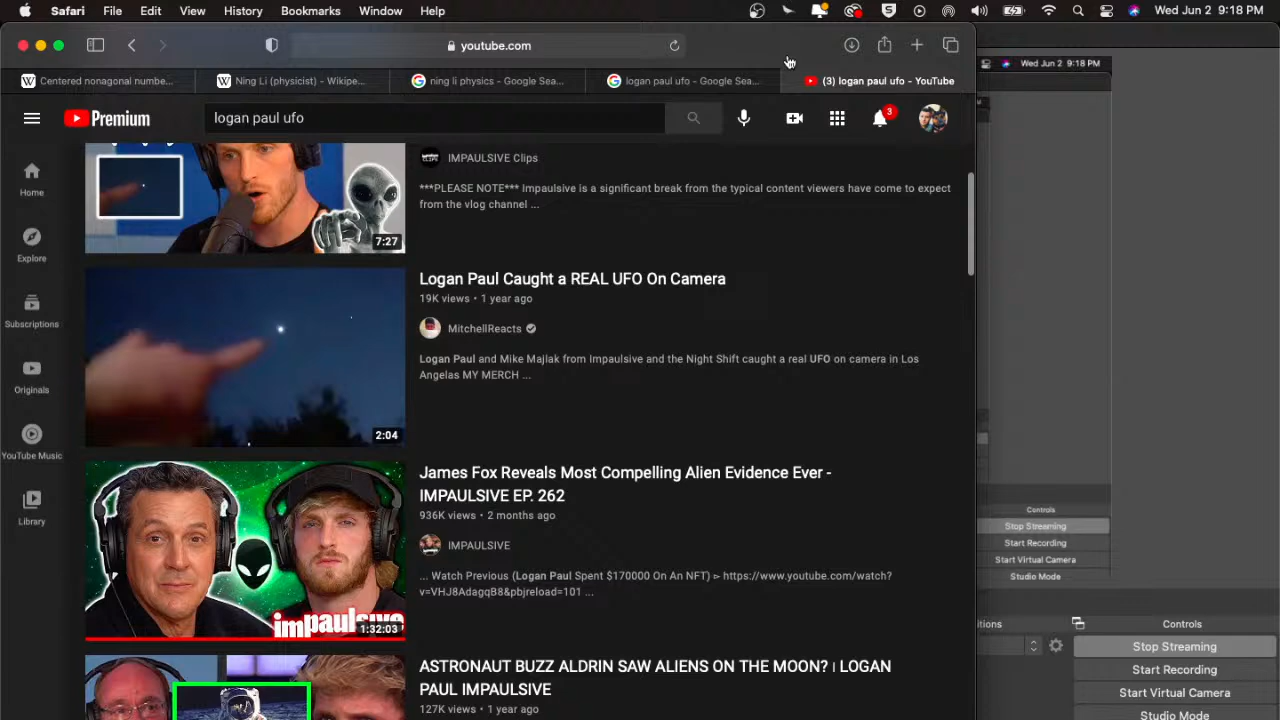 Safari File Edit View History Bookmarks Window Help Wed Jun 2 9:18 PM
youtube.com
Wed Jun 2 9:18 PM
Centered nonagonal numbe...
Ning Li (physicist) - Wikipe...
ning li physics - Google Sea...
logan paul ufo - Google Sea...
(3) logan paul ufo - YouTube
Premium
logan paul ufo
3
Home
Explore
Subscriptions
Originals
YouTube Music
Library
7:27
IMPAULSIVE Clips
***PLEASE NOTE*** Impaulsive is a significant break from the typical content viewers have come to expect
from the vlog channel ...
2:04
Logan Paul Caught a REAL UFO On Camera
19K views • 1 year ago
MitchellReacts
Logan Paul and Mike Majlak from Impaulsive and the Night Shift caught a real UFO on camera in Los
Angelas MY MERCH ...
impaulsive
1:32:03
James Fox Reveals Most Compelling Alien Evidence Ever -
IMPAULSIVE EP. 262
936K views • 2 months ago
IMPAULSIVE
... Watch Previous (Logan Paul Spent $170000 On An NFT) ► https://www.youtube.com/watch?
v=VHJ8AdagqB8&pbjreload=101 ...
ASTRONAUT BUZZ ALDRIN SAW ALIENS ON THE MOON? | LOGAN
PAUL IMPAULSIVE
127K views • 1 year ago
Controls
Stop Streaming
Start Recording
Start Virtual Camera
Studio Mode
itions
Controls
Stop Streaming
Start Recording
Start Virtual Camera
Studio Mode